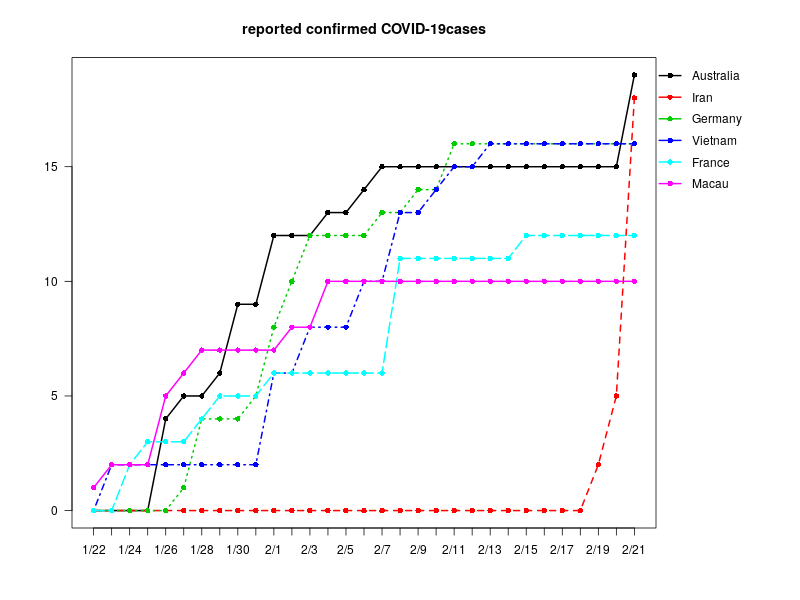 reported confirmed COVID-19cases
Australia
Iran
Germany
Vietnam
France
Macau
15
10
5
0
1/22 1/24 1/26 1/28 1/30 2/1 2/3 2/5 2/7 2/9 2/11 2/13 2/15 2/17 2/19 2/21